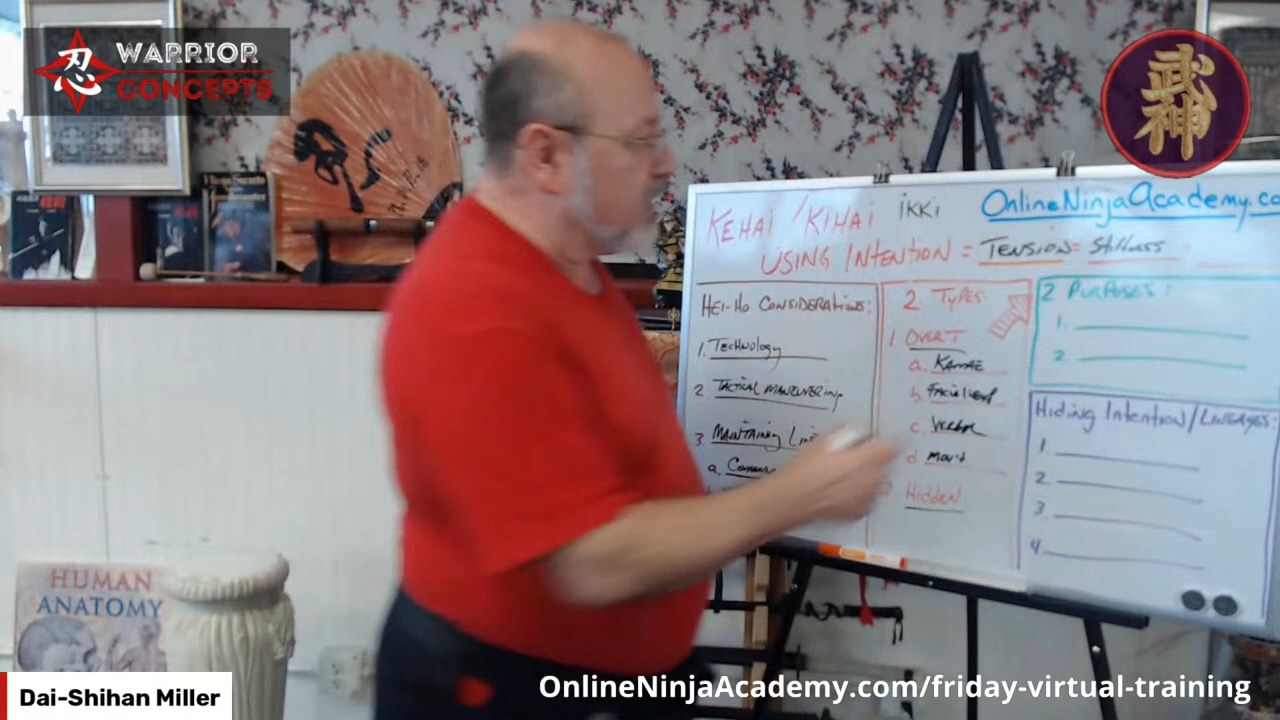 忍 WARRIOR
CONCEPTS
武神
忍
KEHAI / KIHAI IKKI OnlineNinjaAcademy.co
USING INTENTION = TENSION = Stillness
HEI-HO CONSIDERATIONS:
1. Technology
2. TACTICAL MANEUVERING
3. MAINTAINING
a.
2 TYPES
1. OVERT
a. KAMAE
b. Facial
c. Verbal
d. Mov't
Hidden
2 PURPOSES:
1.
2.
Hiding Intention/LINEAGES:
1
2.
3.
4.
HUMAN
ANATOMY
Dai-Shihan Miller
OnlineNinjaAcademy.com/friday-virtual-training